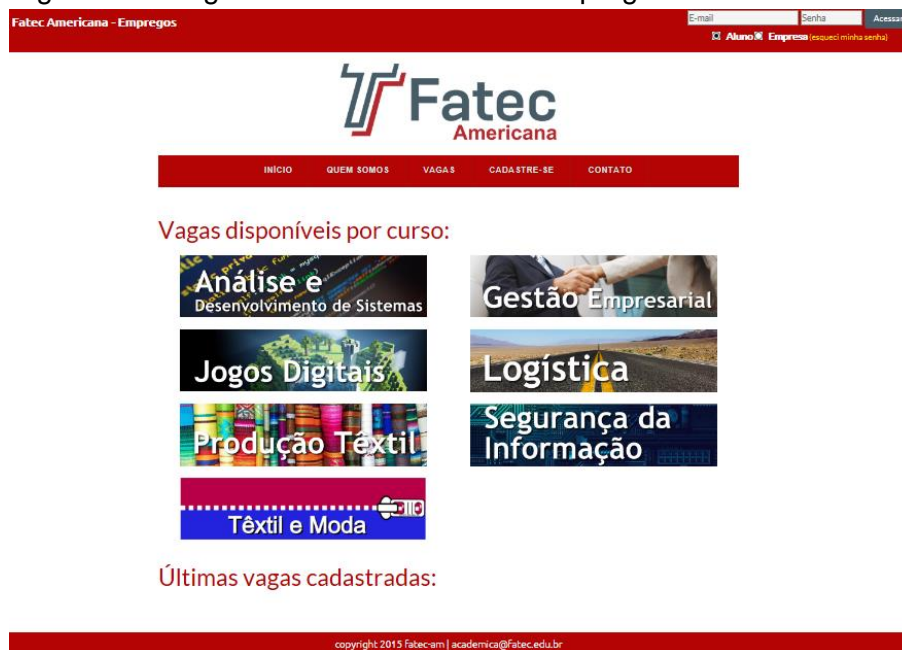 Fatec Americana - Empregos
E-mail Senha Acessar
Aluno Empresa (esqueci minha senha)
Fatec
Americana
INÍCIO QUEM SOMOS VAGAS CADASTRE-SE CONTATO
Vagas disponíveis por curso:
Análise e
Desenvolvimento de Sistemas
Gestão Empresarial
Jogos Digitais
Logística
Produção Têxtil
Segurança da
Informação
Têxtil e Moda
Últimas vagas cadastradas:
copyright 2015 Fatec-am | academica@fatec.edu.br